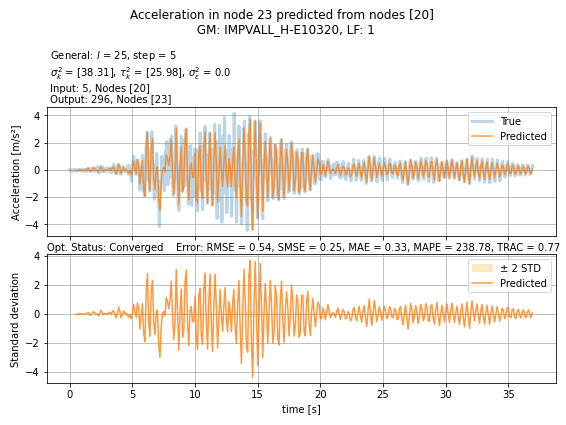 Acceleration in node 23 predicted from nodes [20]
GM: IMPVALL_H-E10320, LF: 1
General: l = 25, step = 5
σ²ₖ = [38.31], τ²ₖ = [25.98], σ²ε = 0.0
Input: 5, Nodes [20]
Output: 296, Nodes [23]
Acceleration [m/s²]
4
2
0
−2
−4
True
Predicted
Opt. Status: Converged Error: RMSE = 0.54, SMSE = 0.25, MAE = 0.33, MAPE = 238.78, TRAC = 0.77
Standard deviation
4
2
0
−2
−4
± 2 STD
Predicted
0 5 10 15 20 25 30 35
time [s]